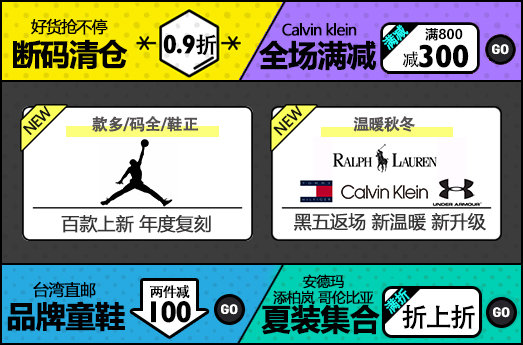 好货抢不停
断码清仓
0.9折
Calvin klein
全场满减
满减
满800
减300
GO
NEW
款多/码全/鞋正
百款上新 年度复刻
NEW
温暖秋冬
RALPH LAUREN
TOMMY HILFIGER
Calvin Klein
UNDER ARMOUR
黑五返场 新温暖 新升级
台湾直邮
品牌童鞋
两件减
100
GO
安德玛
添柏岚 哥伦比亚
夏装集合
满折
折上折
GO